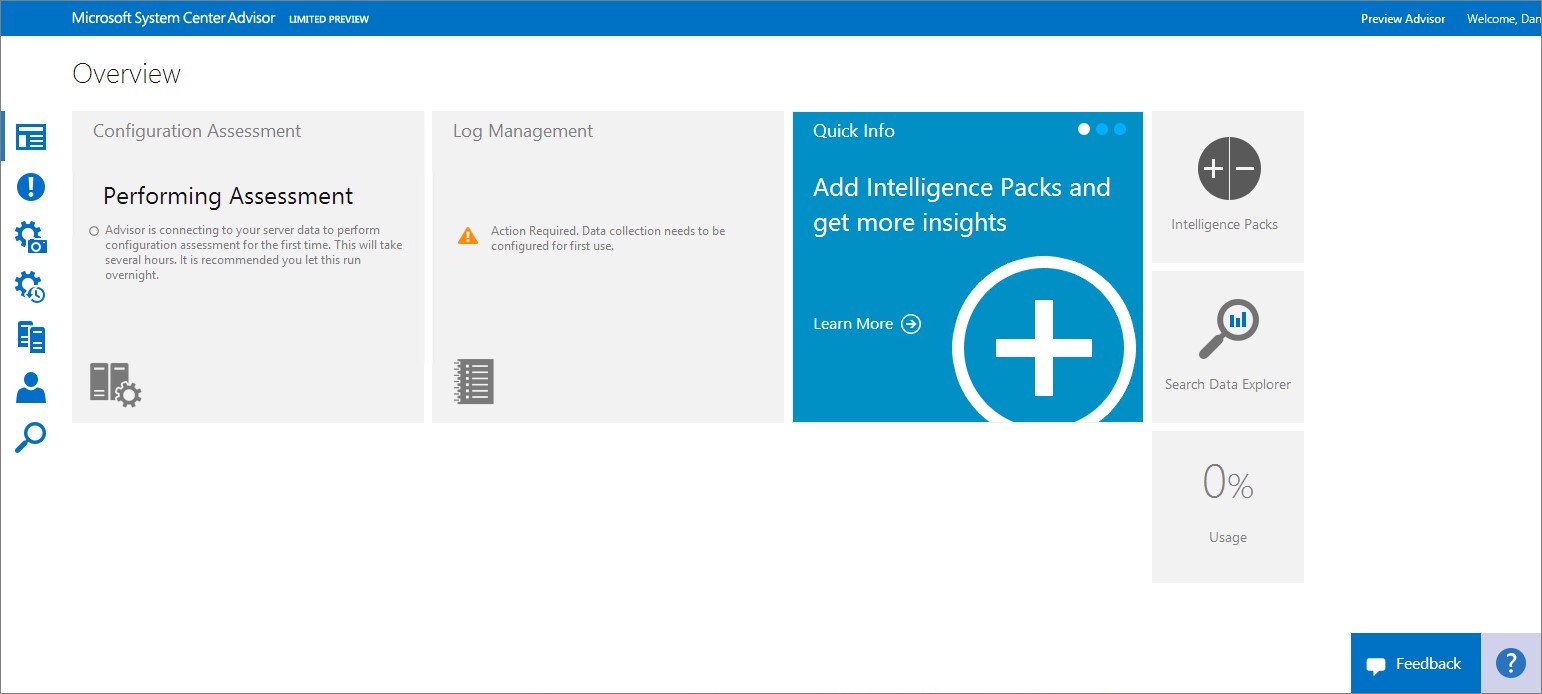 Microsoft System Center Advisor LIMITED PREVIEW
Preview Advisor Welcome, Dan
Overview
Configuration Assessment
Performing Assessment
Advisor is connecting to your server data to perform
configuration assessment for the first time. This will take
several hours. It is recommended you let this run
overnight.
Log Management
Action Required. Data collection needs to be
configured for first use.
Quick Info
Add Intelligence Packs and
get more insights
Learn More
Intelligence Packs
Search Data Explorer
0%
Usage
Feedback
?